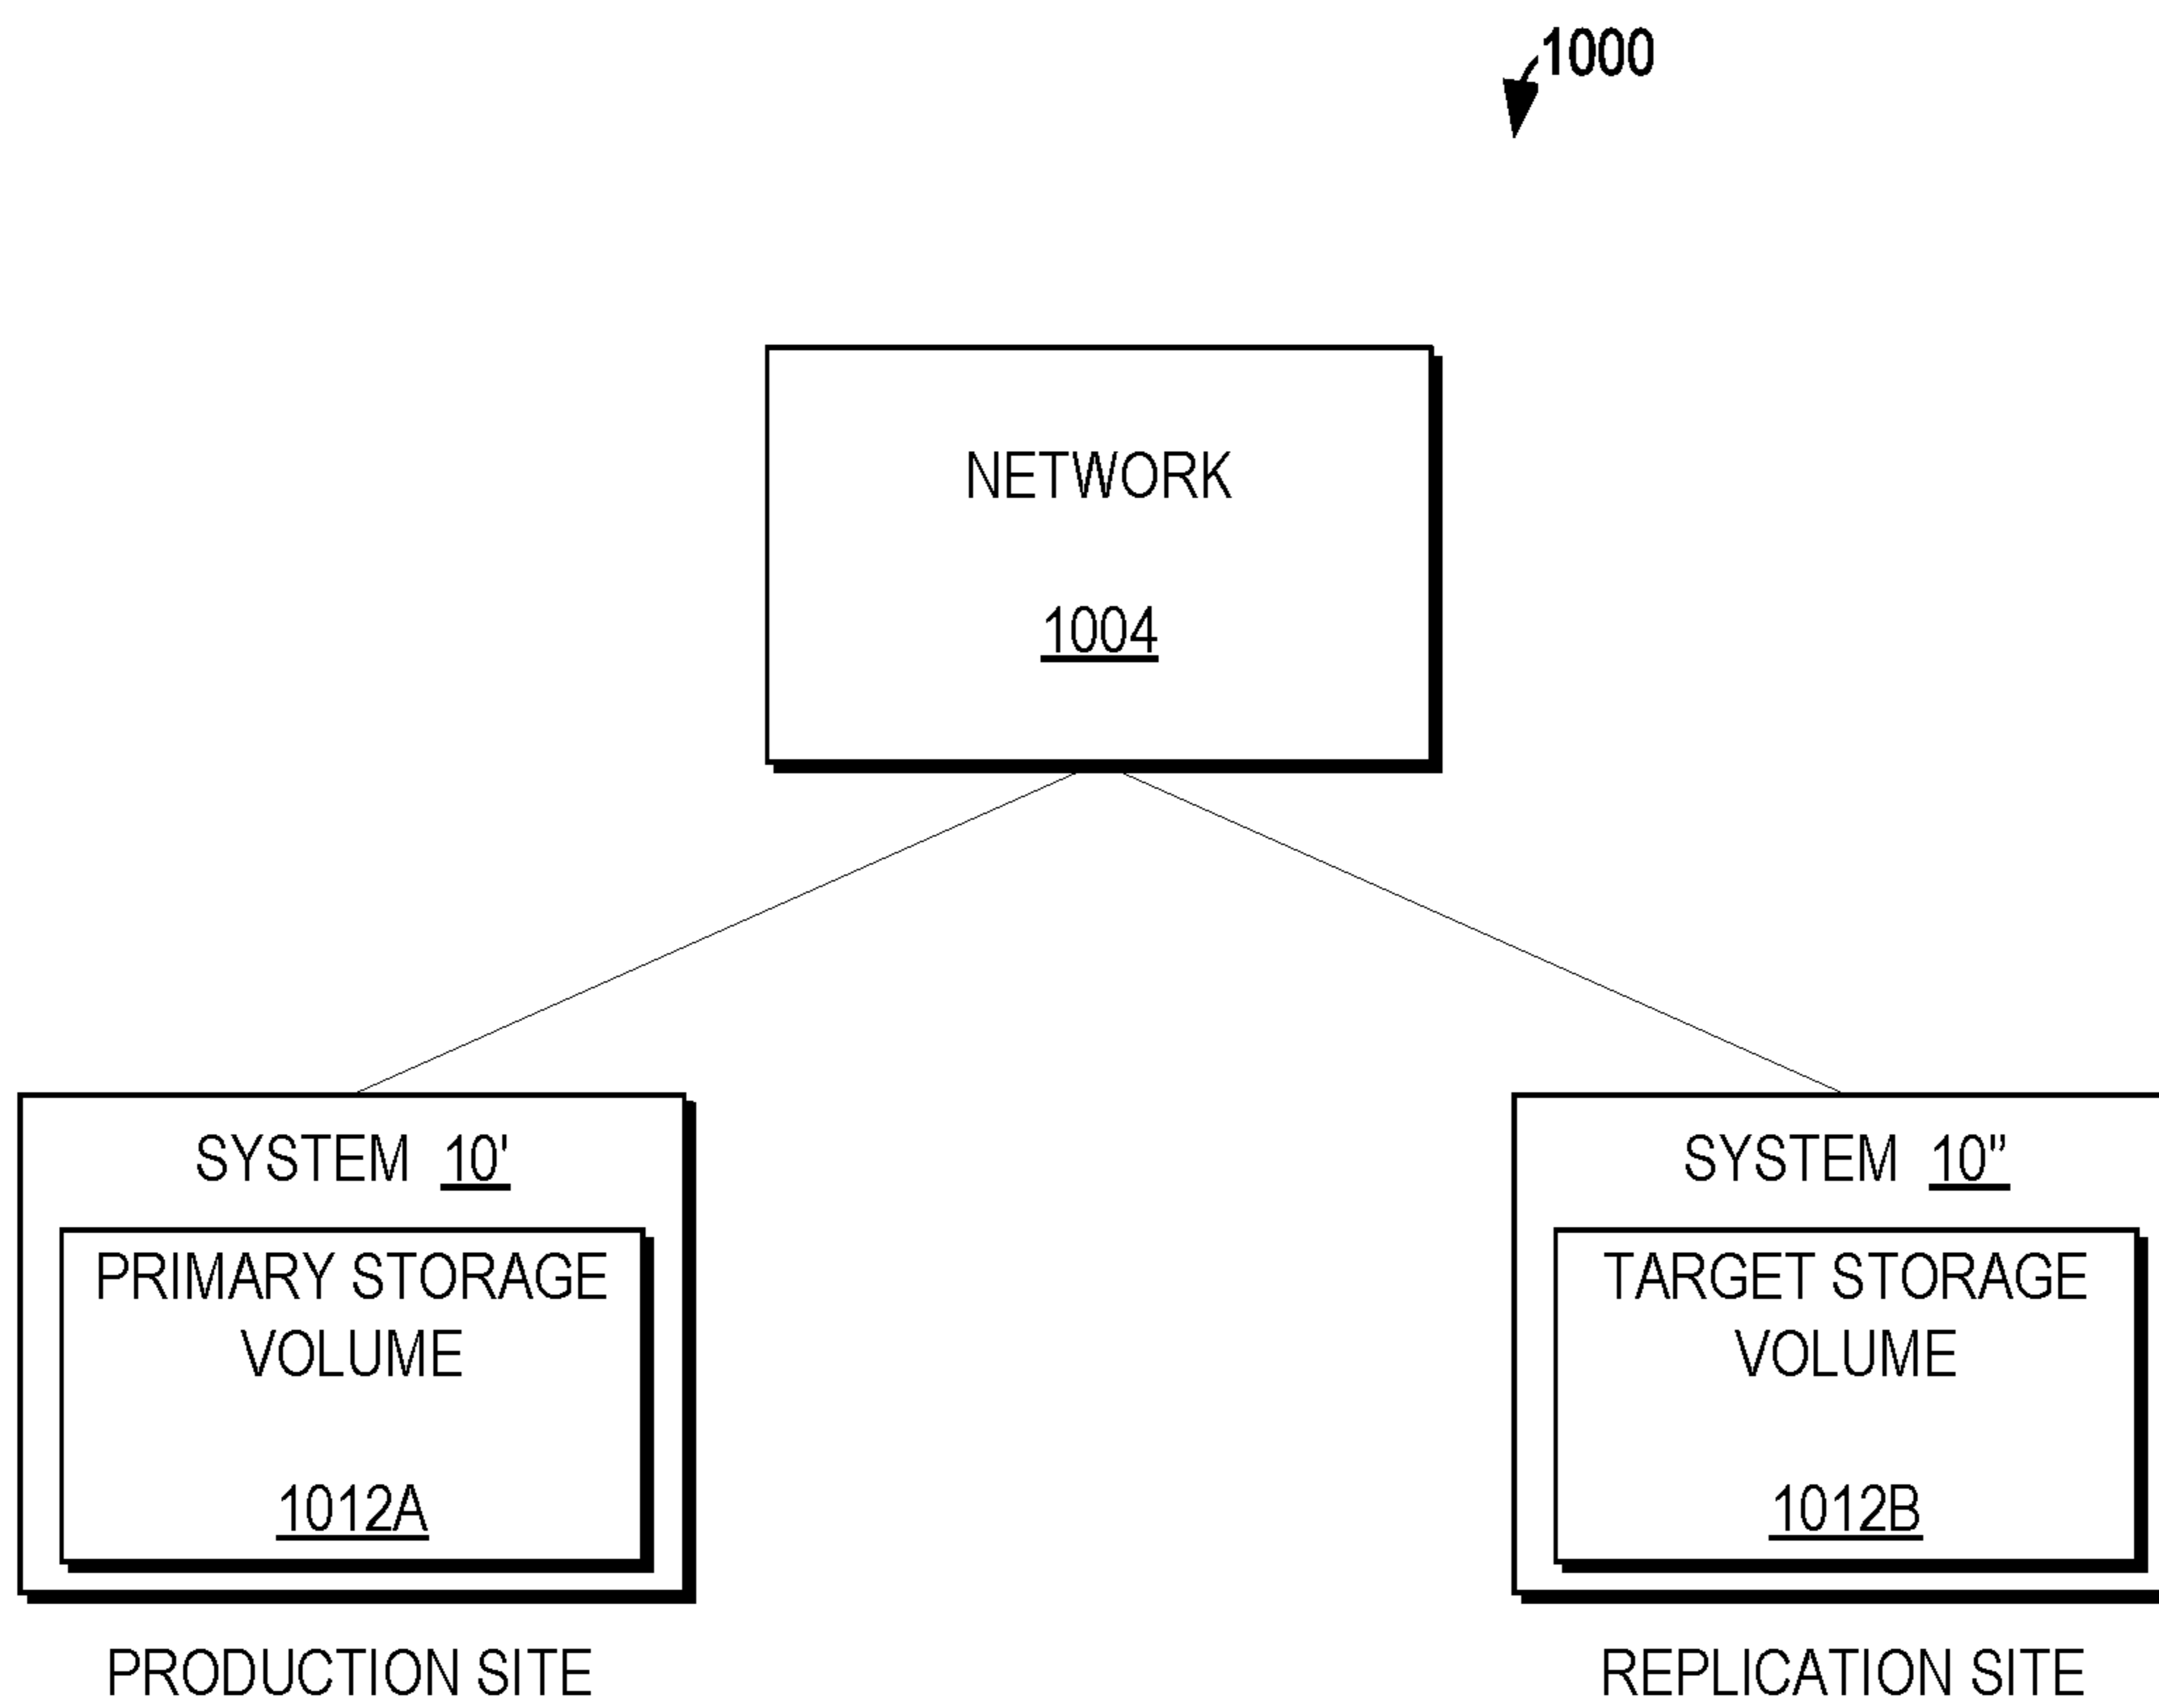 1000
NETWORK
1004
SYSTEM 10'
PRIMARY STORAGE
VOLUME
1012A
PRODUCTION SITE
SYSTEM 10"
TARGET STORAGE
VOLUME
1012B
REPLICATION SITE